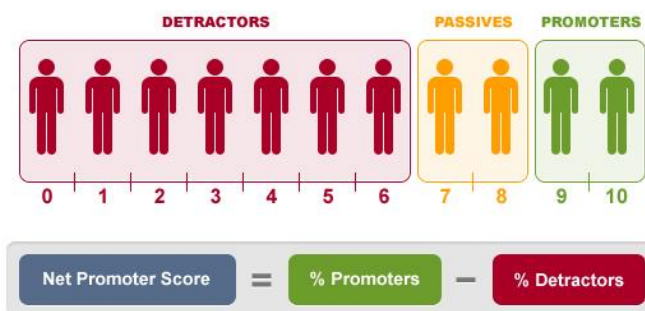 DETRACTORS PASSIVES PROMOTERS
0 1 2 3 4 5 6 7 8 9 10
Net Promoter Score = % Promoters − % Detractors